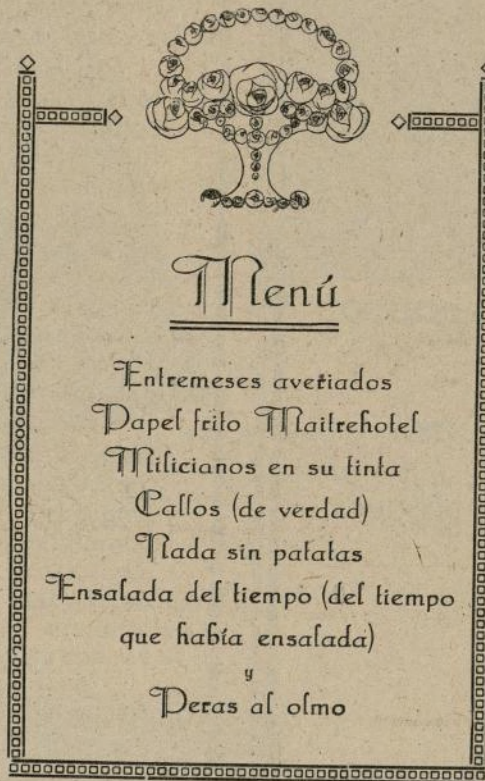 Menú
Entremeses averiados
Papel frito Maitrehotel
Milicianos en su tinta
Callos (de verdad)
Nada sin patatas
Ensalada del tiempo (del tiempo
que había ensalada)
y
Peras al olmo